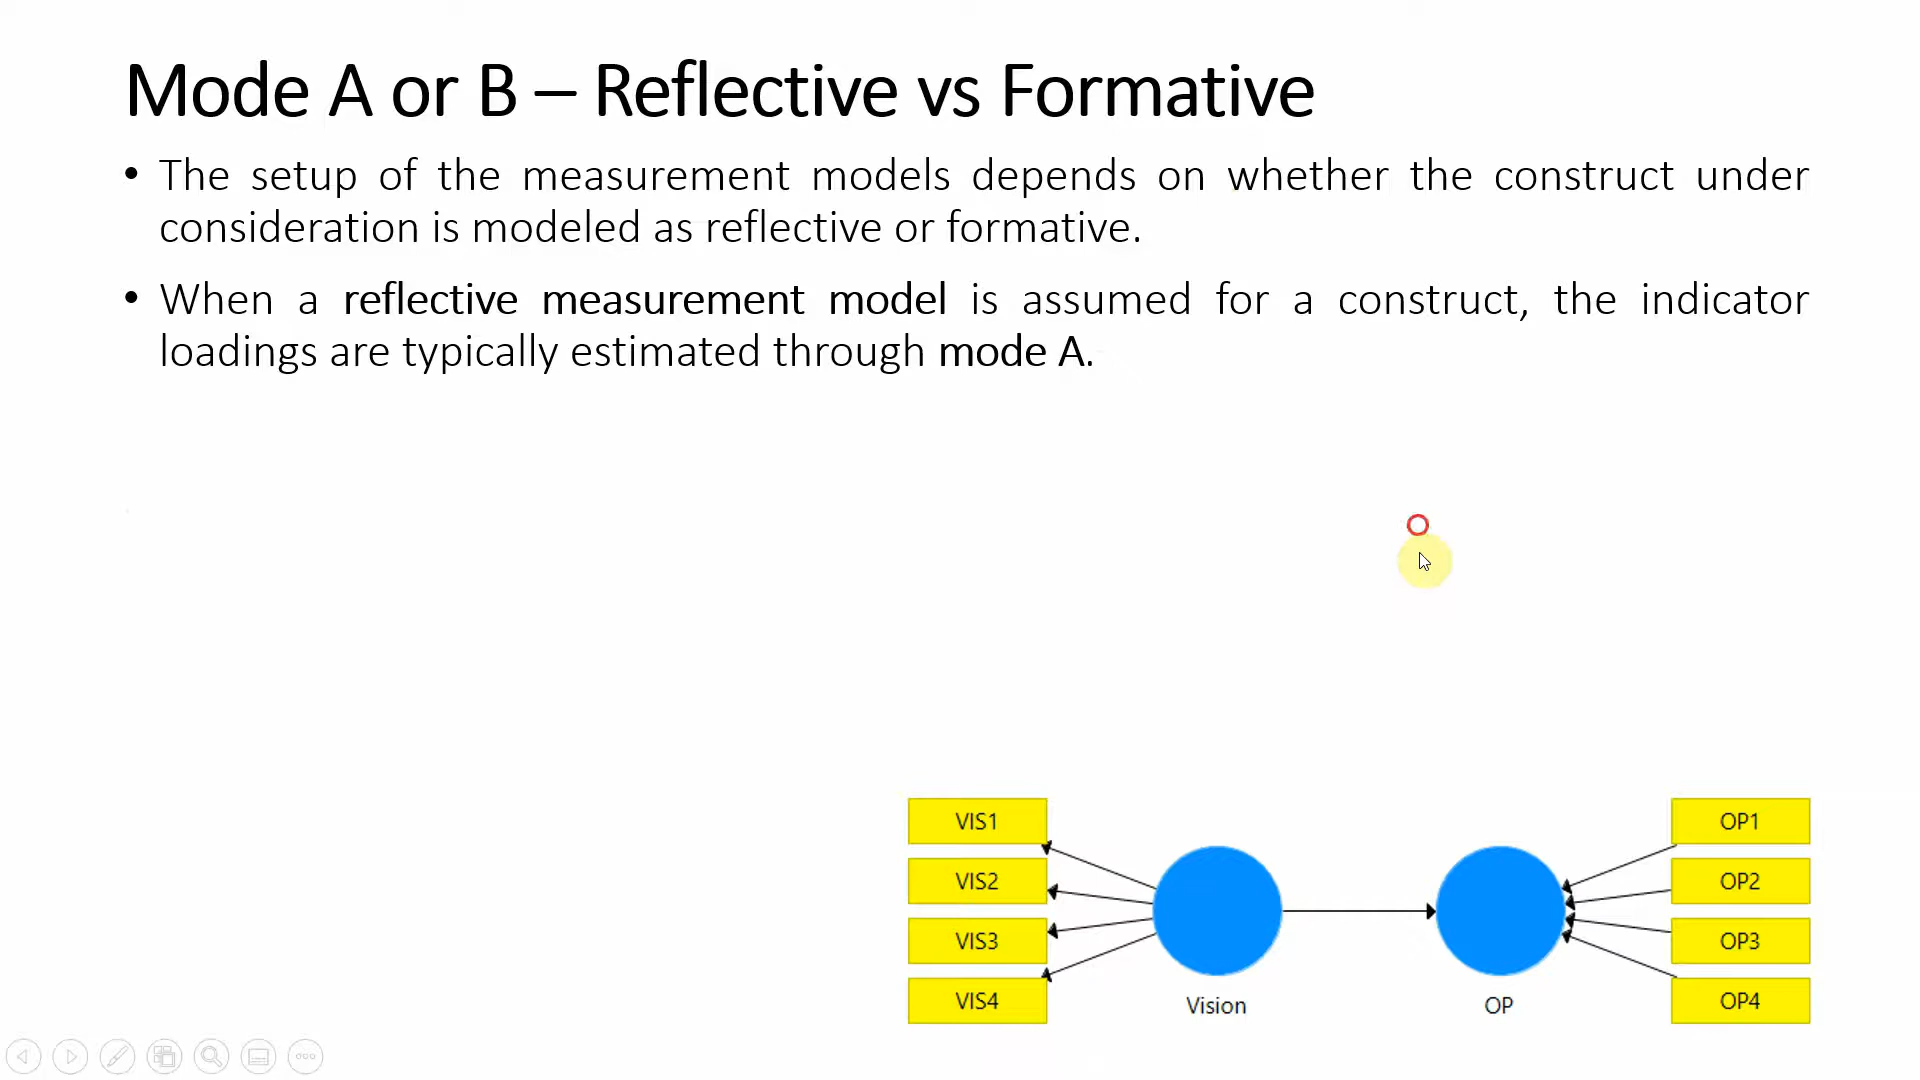 Mode A or B – Reflective vs Formative
• The setup of the measurement models depends on whether the construct under
consideration is modeled as reflective or formative.
• When a reflective measurement model is assumed for a construct, the indicator
loadings are typically estimated through mode A.
VIS1
VIS2
VIS3
VIS4
Vision
OP
OP1
OP2
OP3
OP4